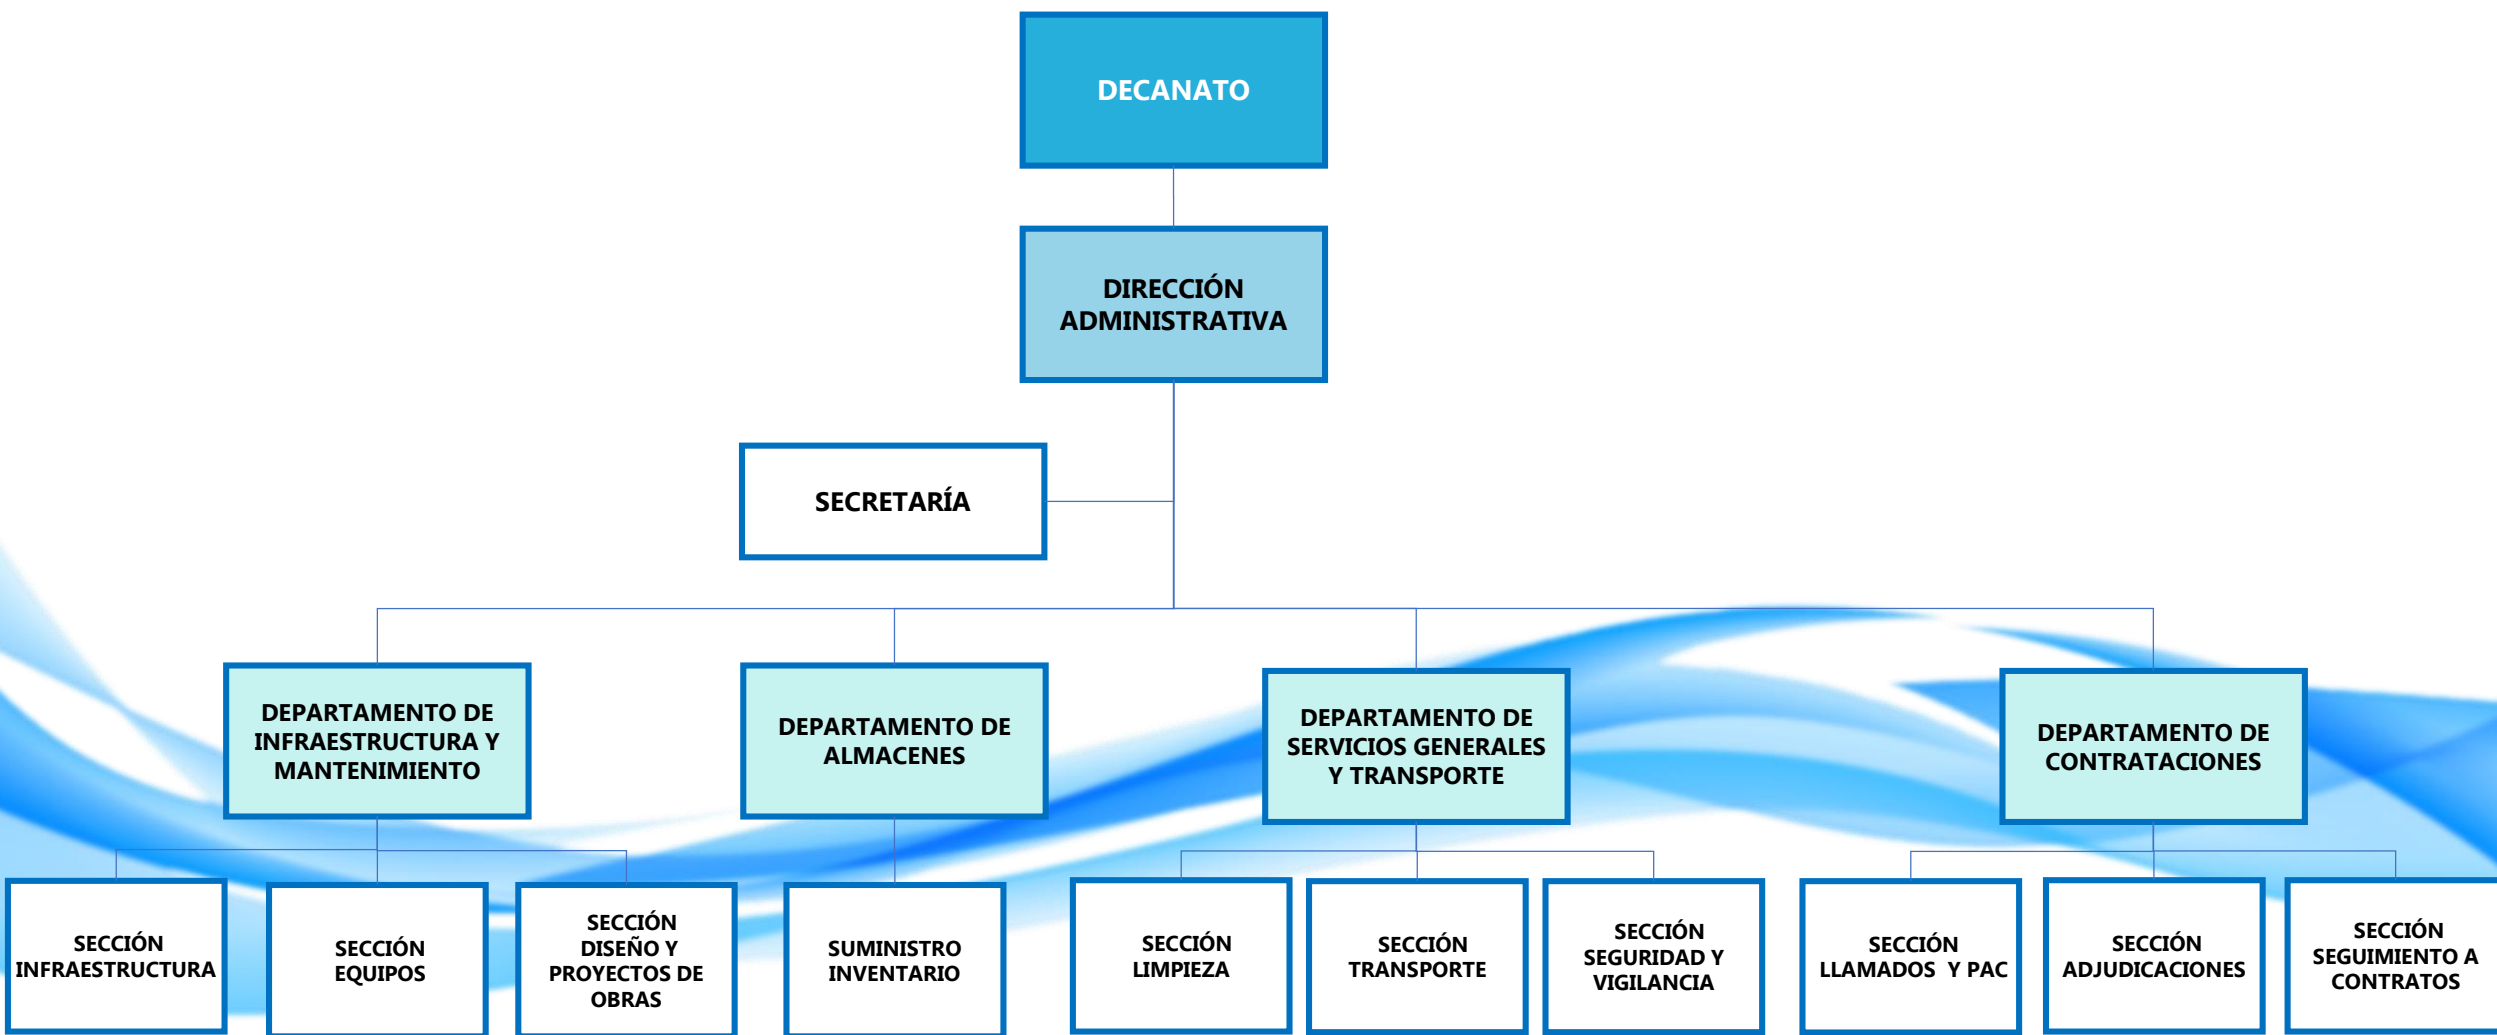 DECANATO
DIRECCIÓN
ADMINISTRATIVA
SECRETARÍA
DEPARTAMENTO DE
INFRAESTRUCTURA Y
MANTENIMIENTO
DEPARTAMENTO DE
ALMACENES
DEPARTAMENTO DE
SERVICIOS GENERALES
Y TRANSPORTE
DEPARTAMENTO DE
CONTRATACIONES
SECCIÓN
INFRAESTRUCTURA
SECCIÓN
EQUIPOS
SECCIÓN
DISEÑO Y
PROYECTOS DE
OBRAS
SUMINISTRO
INVENTARIO
SECCIÓN
LIMPIEZA
SECCIÓN
TRANSPORTE
SECCIÓN
SEGURIDAD Y
VIGILANCIA
SECCIÓN
LLAMADOS Y PAC
SECCIÓN
ADJUDICACIONES
SECCIÓN
SEGUIMIENTO A
CONTRATOS